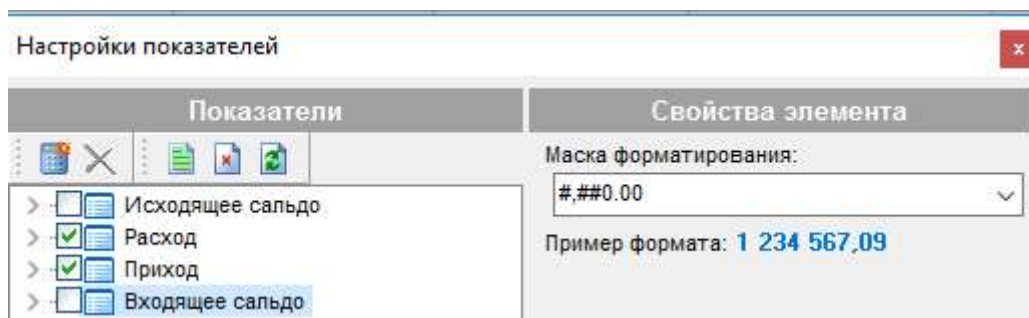 Настройки показателей
x
Показатели
Исходящее сальдо
Расход
Приход
Входящее сальдо
Свойства элемента
Маска форматирования:
#,##0.00
Пример формата: 1 234 567,09